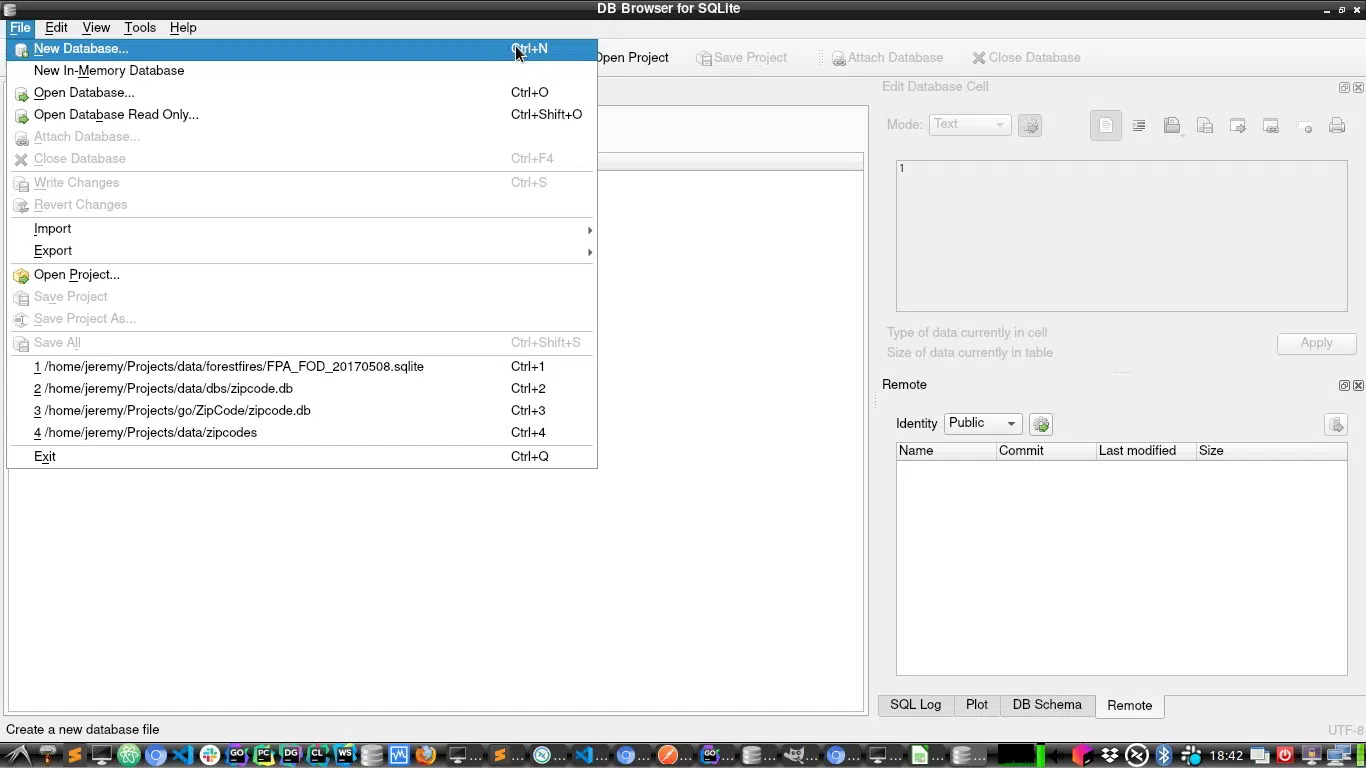 DB Browser for SQLite
File Edit View Tools Help
New Database... Ctrl+N
Open Project Save Project Attach Database Close Database
New In-Memory Database
Open Database... Ctrl+O
Open Database Read Only... Ctrl+Shift+O
Attach Database...
Close Database Ctrl+F4
Write Changes Ctrl+S
Revert Changes
Import
Export
Open Project...
Save Project
Save Project As...
Save All Ctrl+Shift+S
1 /home/jeremy/Projects/data/forestfires/FPA_FOD_20170508.sqlite Ctrl+1
2 /home/jeremy/Projects/data/dbs/zipcode.db Ctrl+2
3 /home/jeremy/Projects/go/ZipCode/zipcode.db Ctrl+3
4 /home/jeremy/Projects/data/zipcodes Ctrl+4
Exit Ctrl+Q
Edit Database Cell
Mode: Text
1
Type of data currently in cell
Size of data currently in table
Apply
Remote
Identity Public
Name Commit Last modified Size
SQL Log Plot DB Schema Remote
Create a new database file UTF-8
GO PC DG CL WS ... ... ... ... ... ... GO ... ... ... ... ... ... ... 18:42